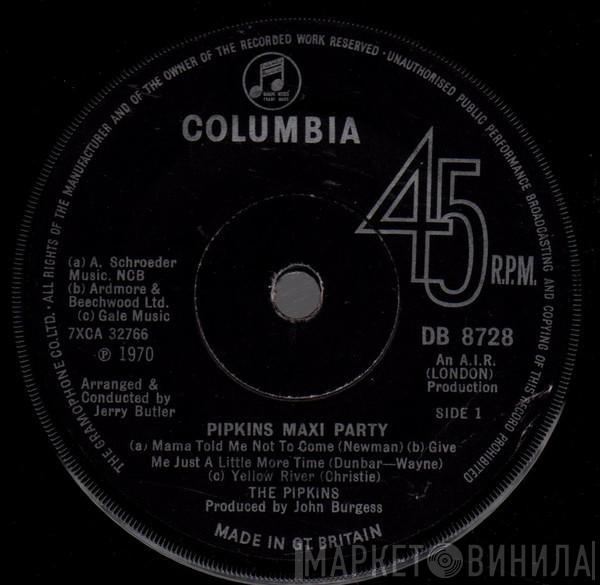 THE GRAMOPHONE CO. LTD. · ALL RIGHTS OF THE MANUFACTURER AND OF THE OWNER OF THE RECORDED WORK RESERVED · UNAUTHORISED PUBLIC PERFORMANCE BROADCASTING AND COPYING OF THIS RECORD PROHIBITED
COLUMBIA
45
R.P.M.
(a) A. Schroeder
Music. NCB
(b) Ardmore &
Beechwood Ltd.
(c) Gale Music
7XCA 32766
℗ 1970
Arranged &
Conducted by
Jerry Butler
DB 8728
An A.I.R.
(LONDON)
Production
SIDE 1
PIPKINS MAXI PARTY
(a) Mama Told Me Not To Come (Newman) (b) Give
Me Just A Little More Time (Dunbar—Wayne)
(c) Yellow River (Christie)
THE PIPKINS
Produced by John Burgess
MADE IN GT. BRITAIN
МАРКЕТ ВИНИЛА